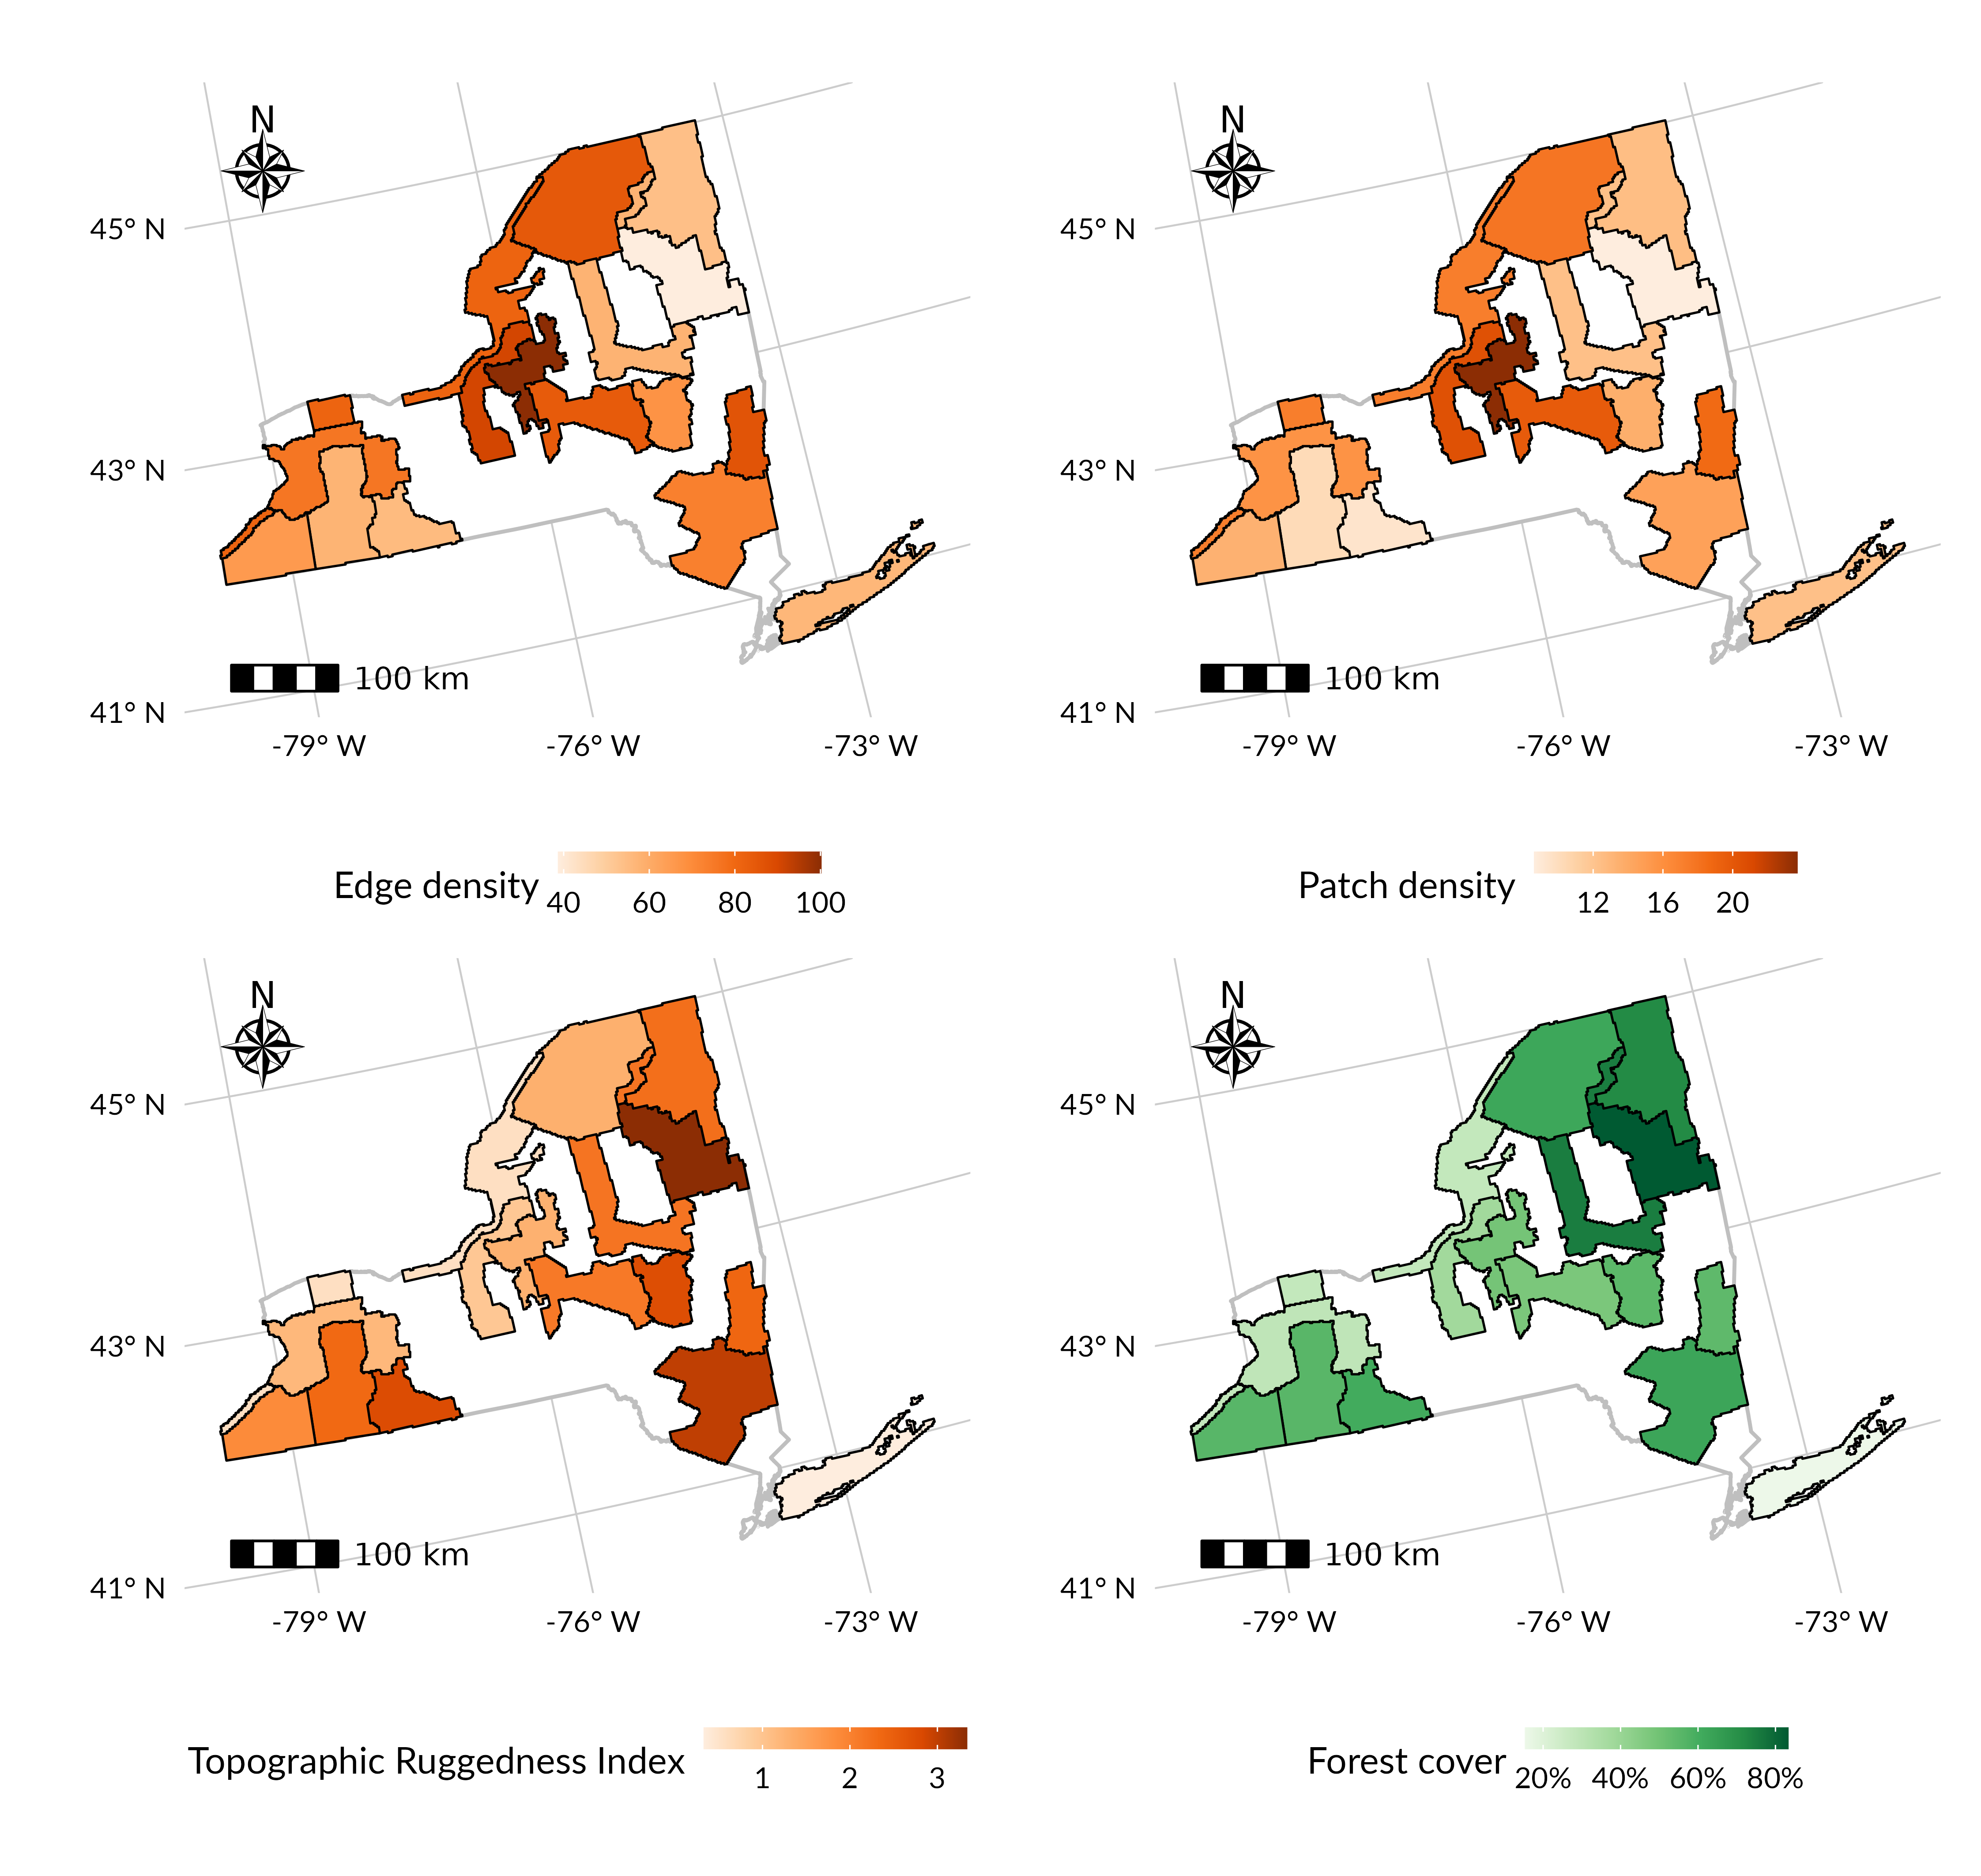 N
45° N
43° N
100 km
41° N
-79° W -76° W -73° W
Edge density
40 60 80 100
N
45° N
43° N
100 km
41° N
-79° W -76° W -73° W
Patch density
12 16 20
N
45° N
43° N
100 km
41° N
-79° W -76° W -73° W
Topographic Ruggedness Index
1 2 3
N
45° N
43° N
100 km
41° N
-79° W -76° W -73° W
Forest cover
20% 40% 60% 80%